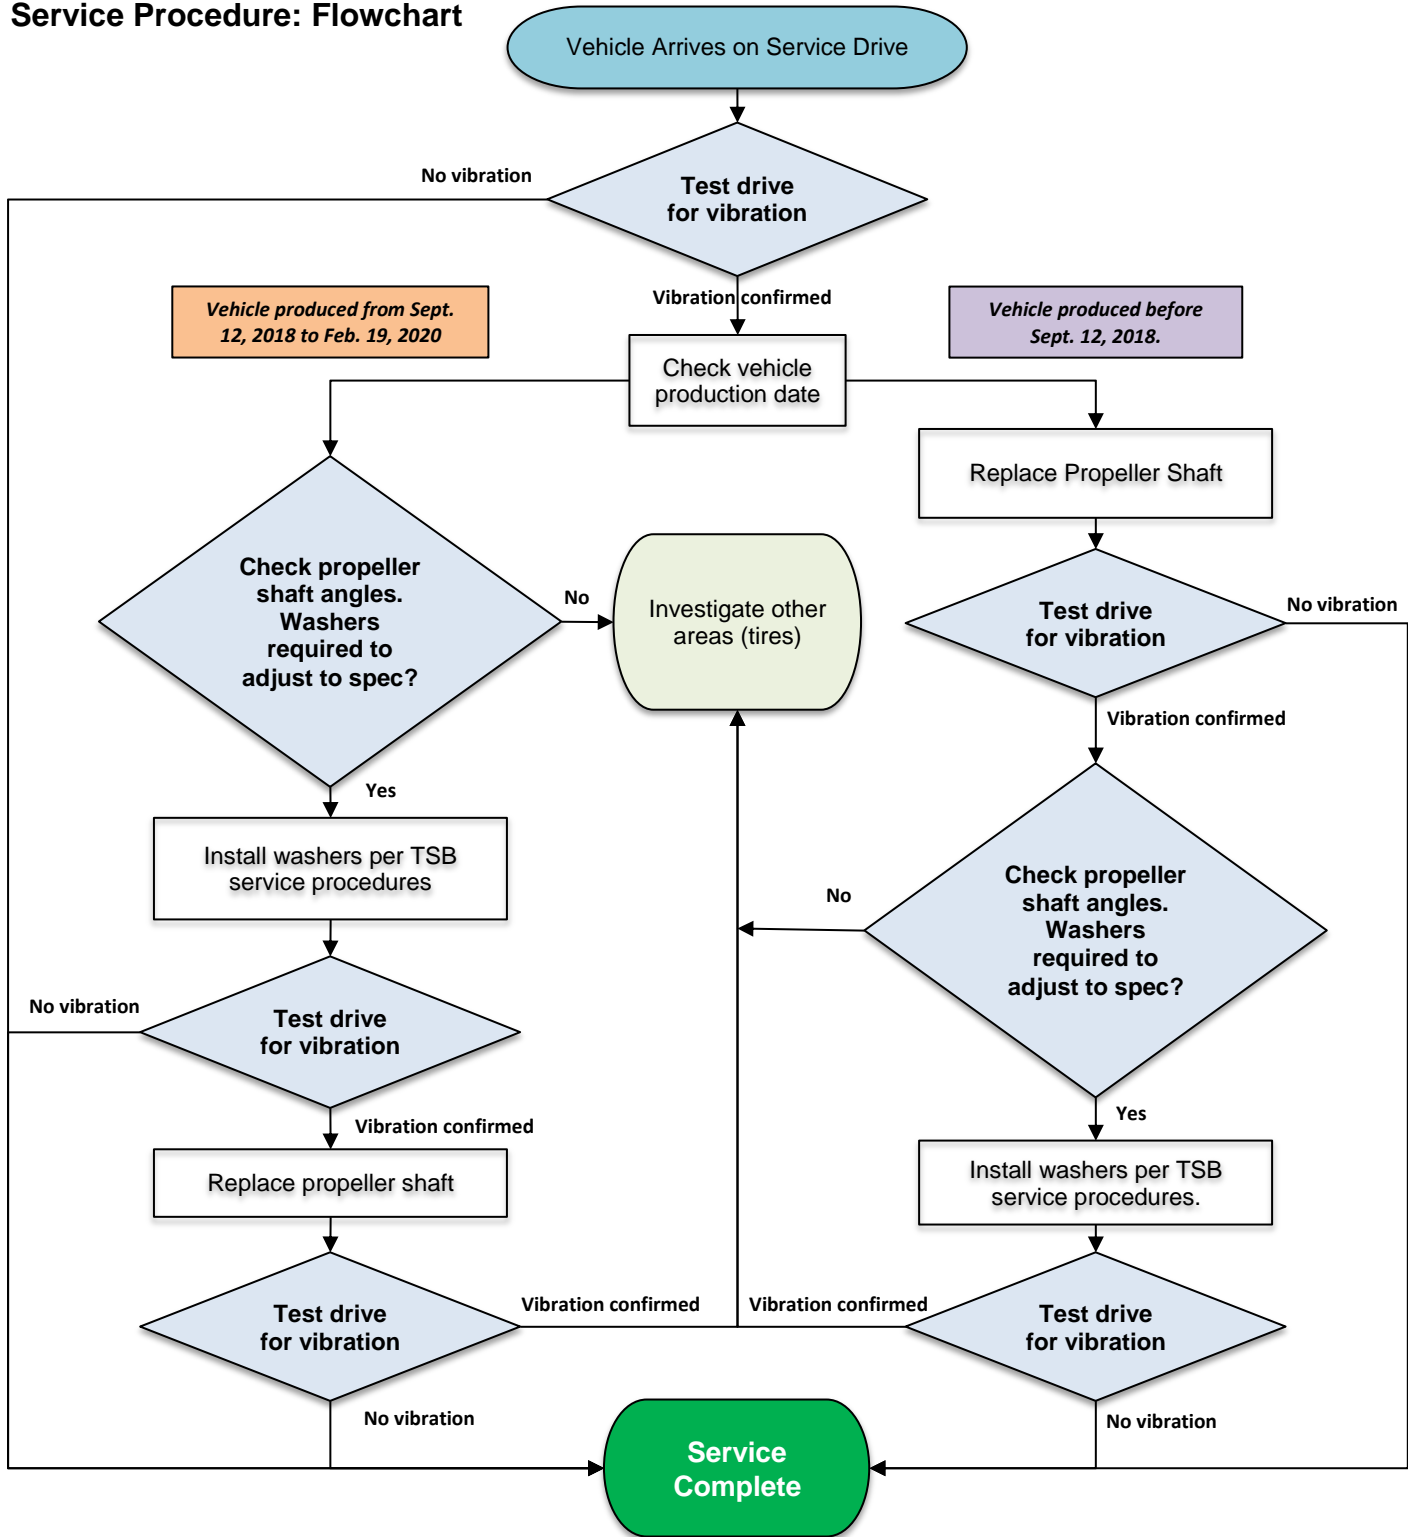 Service Procedure: Flowchart
Vehicle Arrives on Service Drive
No vibration
Test drive
for vibration
Vibration confirmed
Vehicle produced from Sept.
12, 2018 to Feb. 19, 2020
Vehicle produced before
Sept. 12, 2018.
Check vehicle
production date
Replace Propeller Shaft
Check propeller
shaft angles.
Washers
required to
adjust to spec?
No
Investigate other
areas (tires)
Test drive
for vibration
No vibration
Vibration confirmed
Yes
Install washers per TSB
service procedures
No
Check propeller
shaft angles.
Washers
required to
adjust to spec?
No vibration
Test drive
for vibration
Vibration confirmed
Yes
Replace propeller shaft
Install washers per TSB
service procedures.
Test drive
for vibration
Vibration confirmed
Vibration confirmed
Test drive
for vibration
No vibration
No vibration
Service
Complete